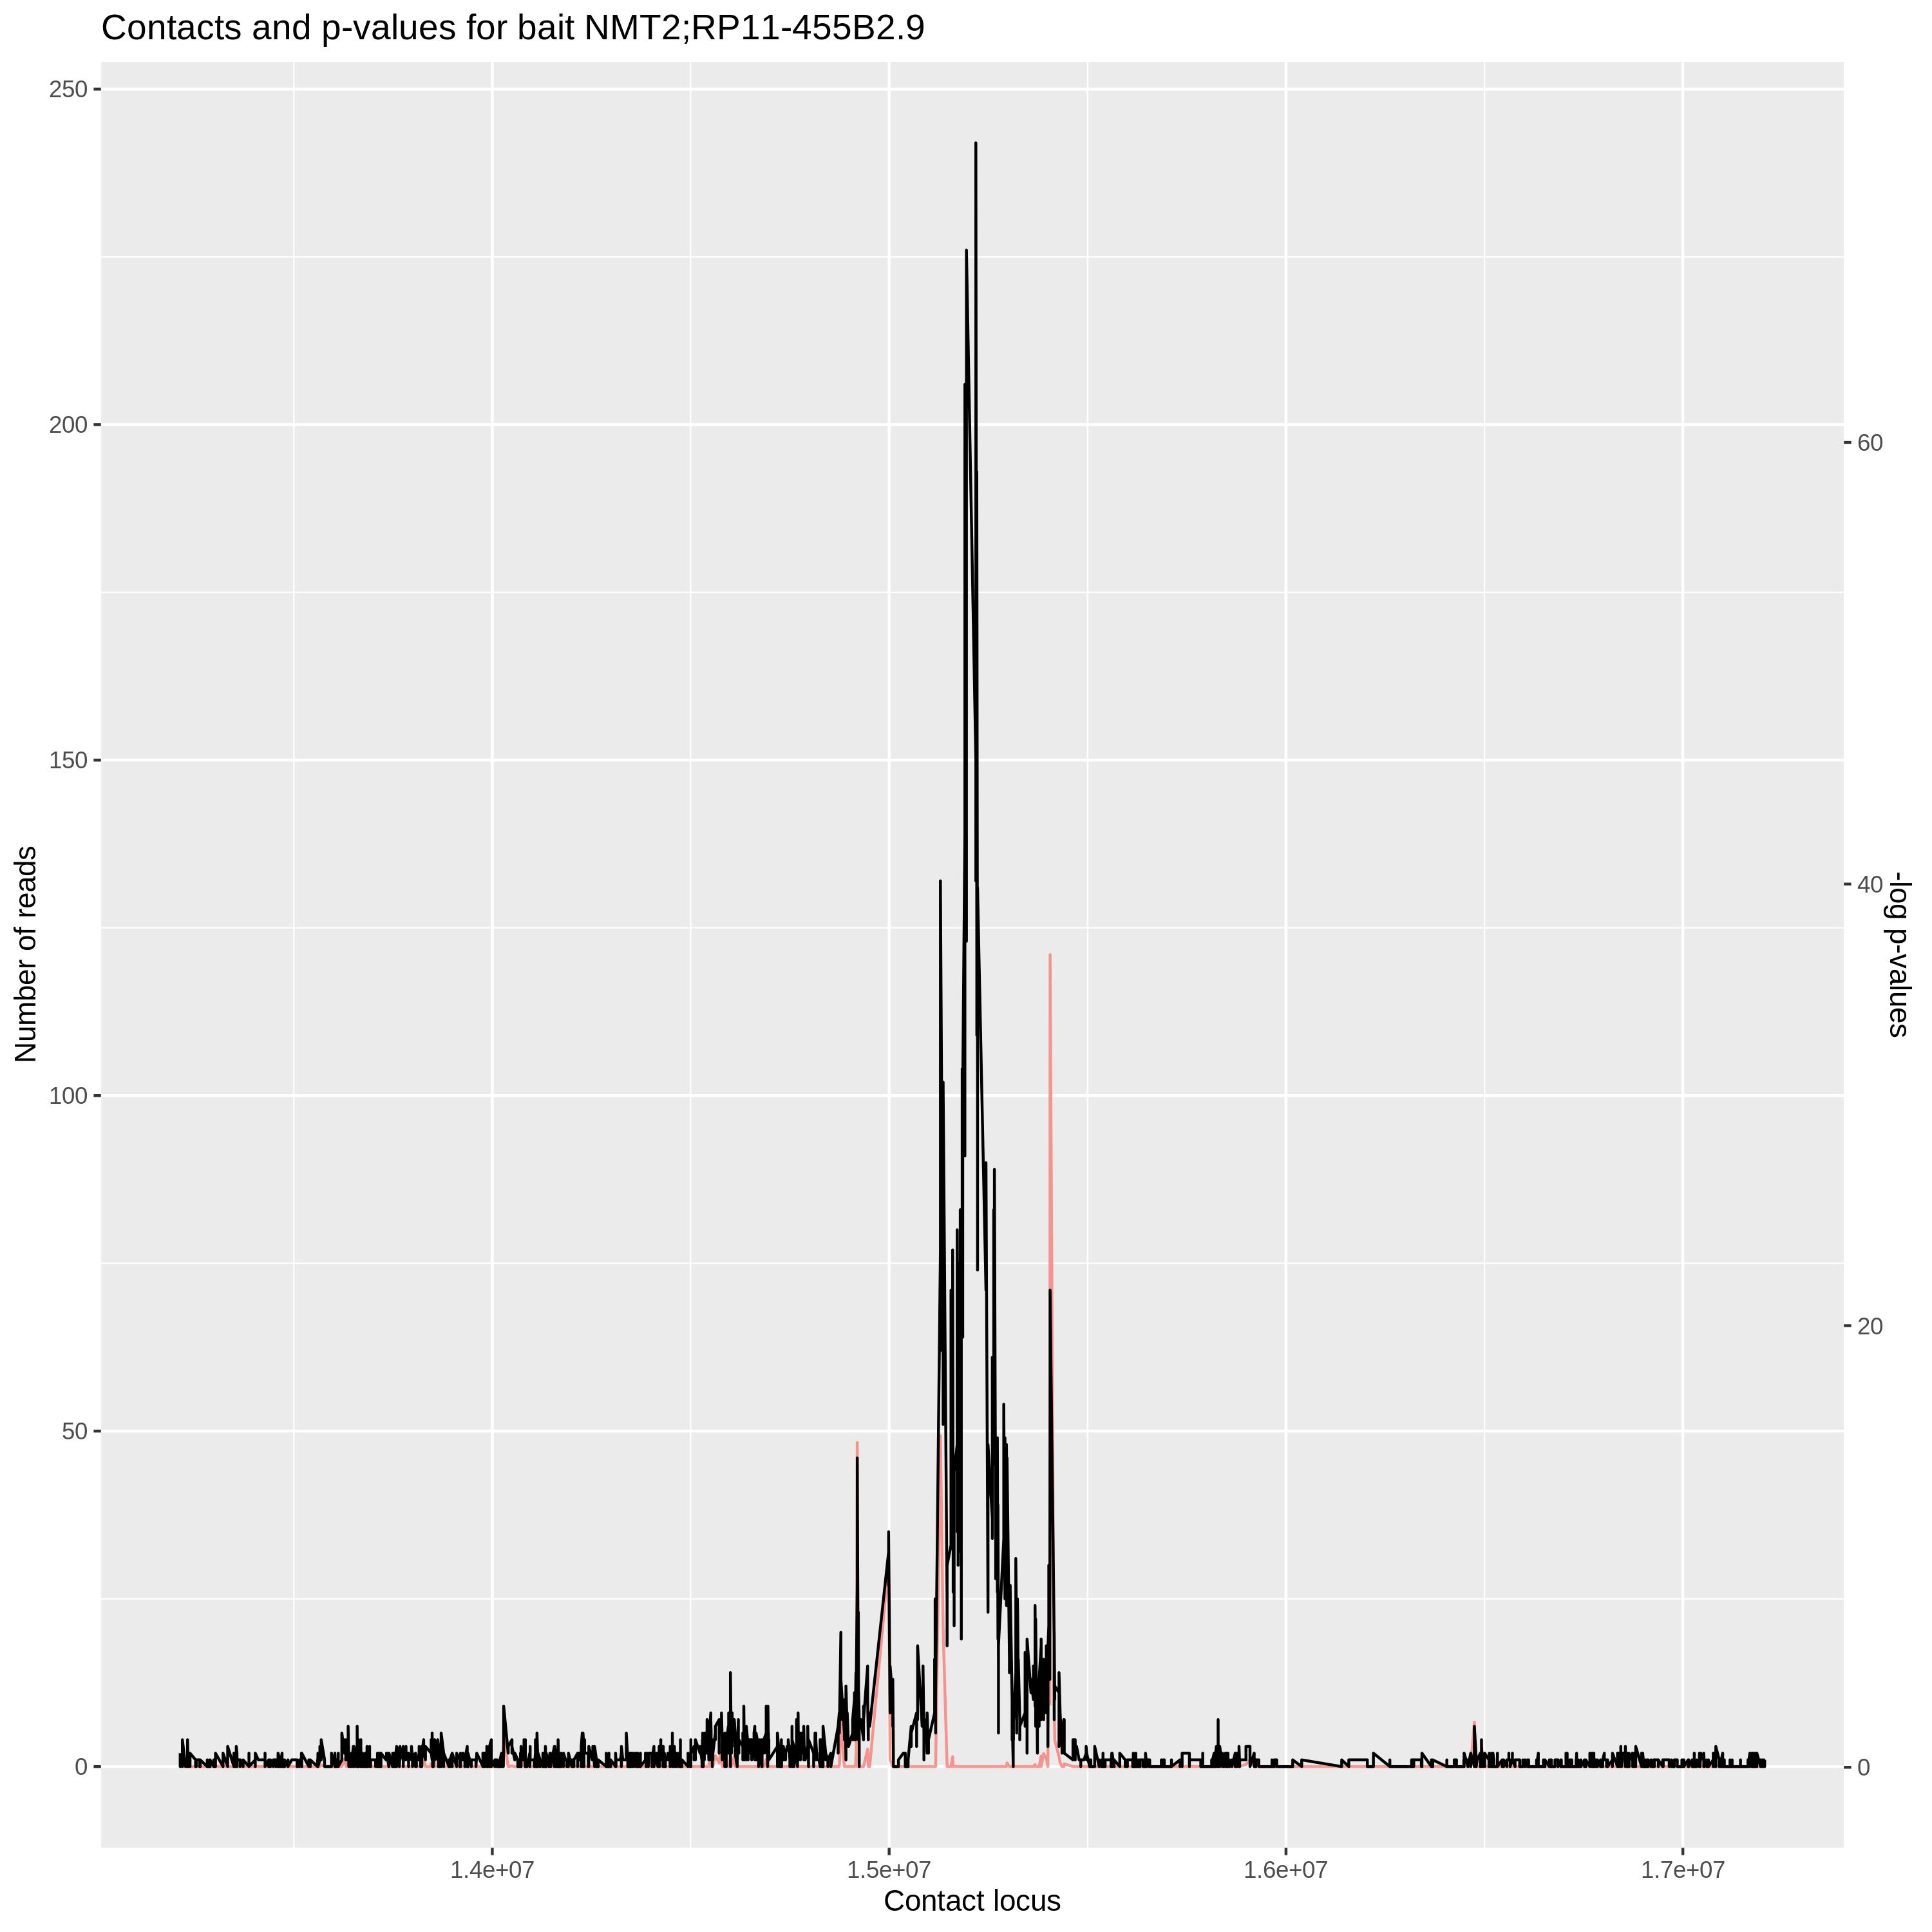 Contacts and p-values for bait NMT2;RP11-455B2.9
250
200
150
100
50
0
Number of reads
60
40
20
0
-log p-values
1.4e+07
1.5e+07
1.6e+07
1.7e+07
Contact locus